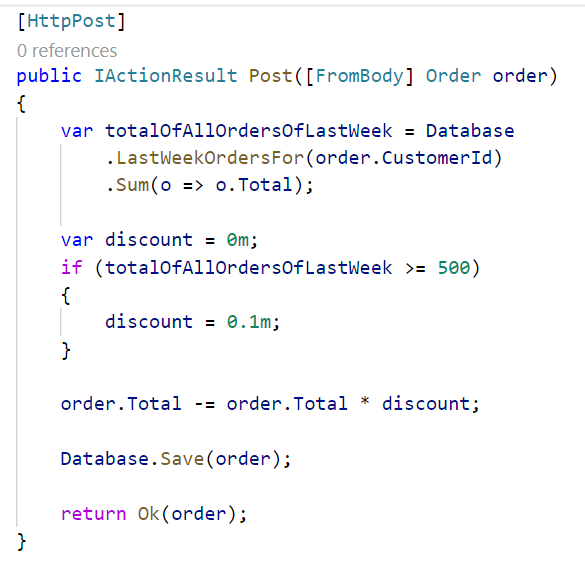 [HttpPost]
0 references
public IActionResult Post([FromBody] Order order)
{
    var totalOfAllOrdersOfLastWeek = Database
        .LastWeekOrdersFor(order.CustomerId)
        .Sum(o => o.Total);

    var discount = 0m;
    if (totalOfAllOrdersOfLastWeek >= 500)
    {
        discount = 0.1m;
    }

    order.Total -= order.Total * discount;

    Database.Save(order);

    return Ok(order);
}